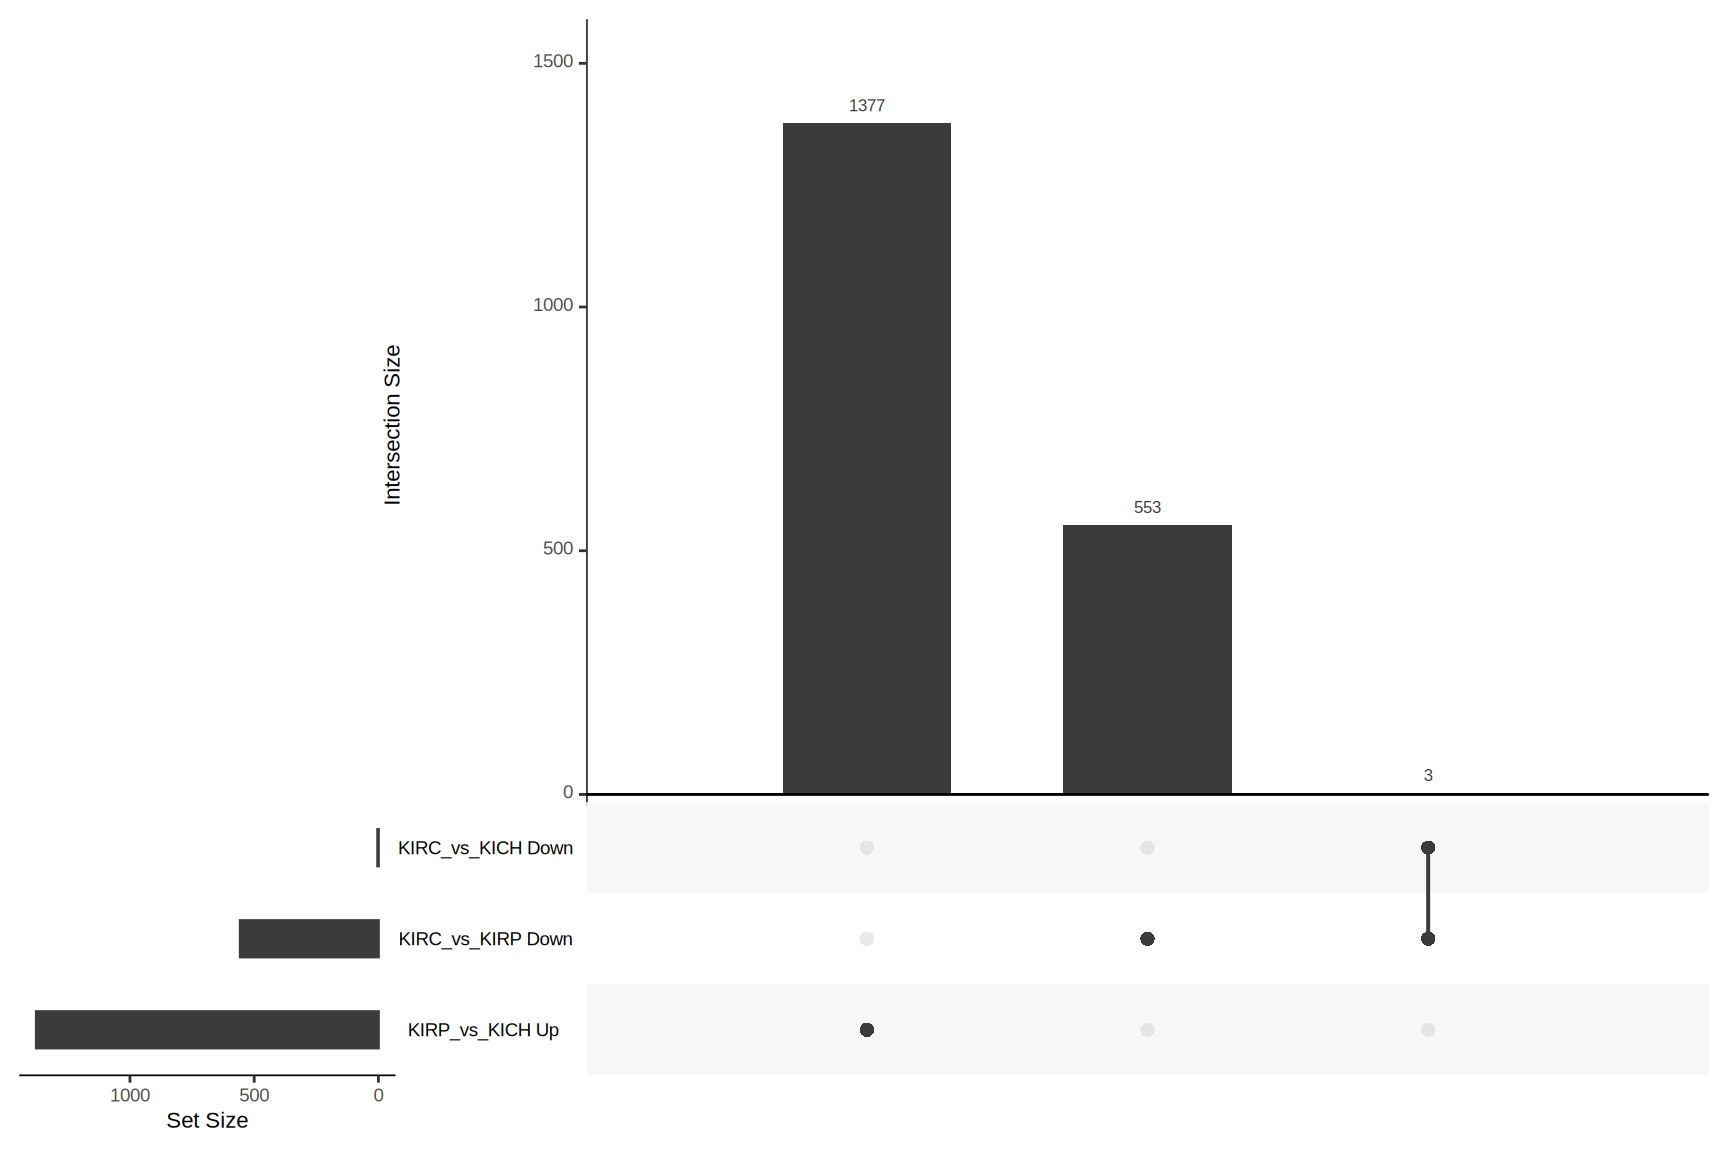 1500
1377
1000
Intersection Size
553
500
3
0
KIRC_vs_KICH Down
KIRC_vs_KIRP Down
KIRP_vs_KICH Up
1000 500 0
Set Size